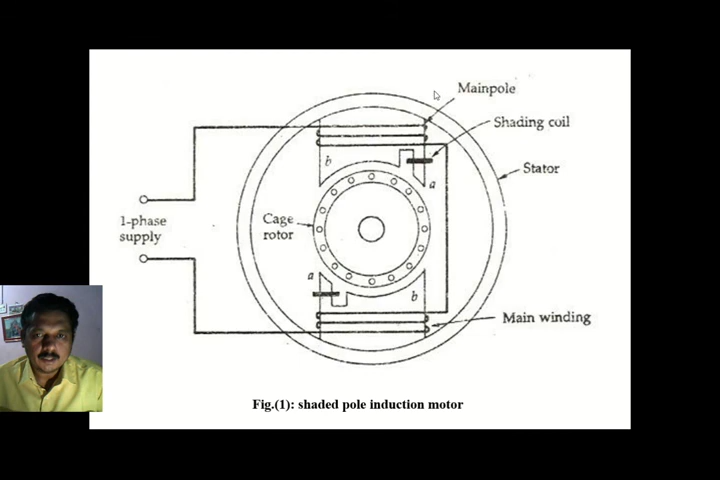 Mainpole
Shading coil
b
a
Stator
1-phase
supply
Cage
rotor
a
b
Main winding
Fig.(1): shaded pole induction motor